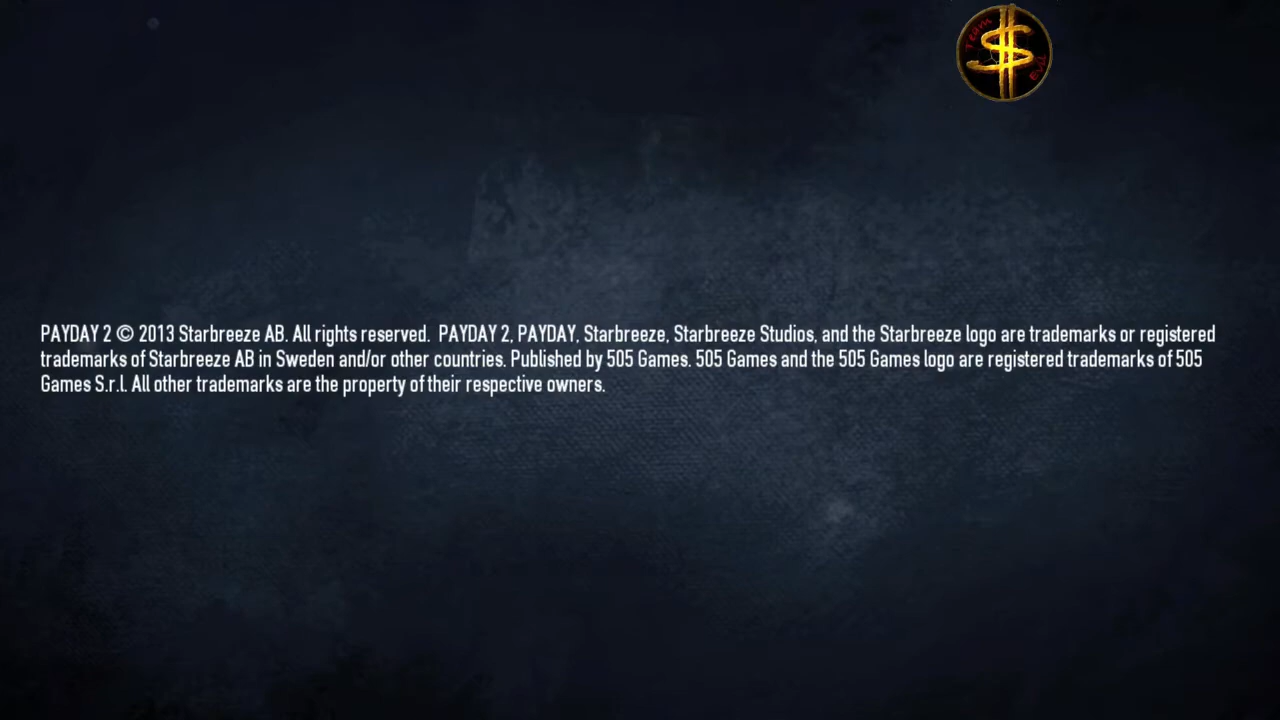 Team
$
Evil
PAYDAY 2 © 2013 Starbreeze AB. All rights reserved.  PAYDAY 2, PAYDAY, Starbreeze, Starbreeze Studios, and the Starbreeze logo are trademarks or registered
trademarks of Starbreeze AB in Sweden and/or other countries. Published by 505 Games. 505 Games and the 505 Games logo are registered trademarks of 505
Games S.r.l. All other trademarks are the property of their respective owners.